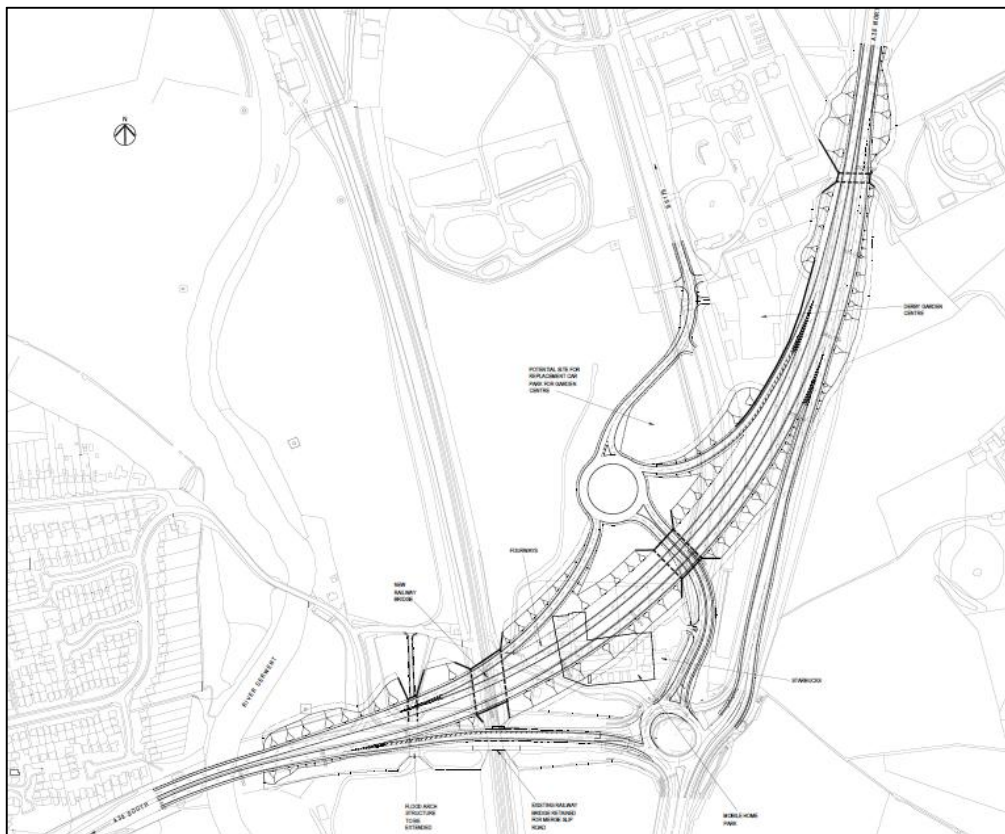 N
A38 NORTH
B5179
DERBY GARDEN
CENTRE
POTENTIAL SITE FOR
REPLACEMENT CAR
PARK FOR GARDEN
CENTRE
FOURWAYS
NEW
RAILWAY
BRIDGE
RIVER DERWENT
STARBUCKS
A38 SOUTH
FLOOD ARCH
STRUCTURE
TO BE
EXTENDED
EXISTING RAILWAY
BRIDGE RETAINED
FOR MERGE SLIP
ROAD
MOBILE HOME
PARK